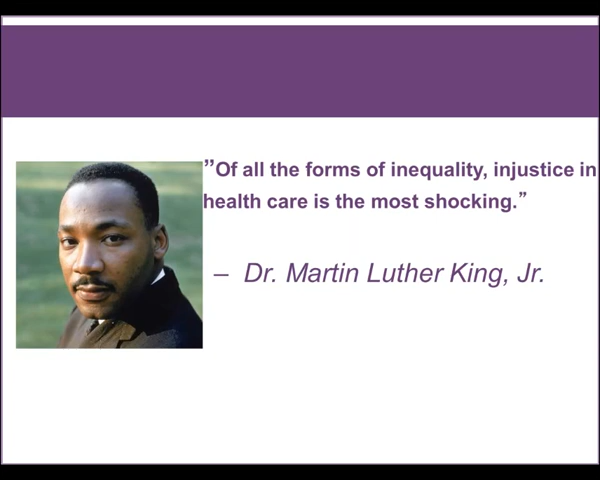 ”Of all the forms of inequality, injustice in
health care is the most shocking.”
– Dr. Martin Luther King, Jr.